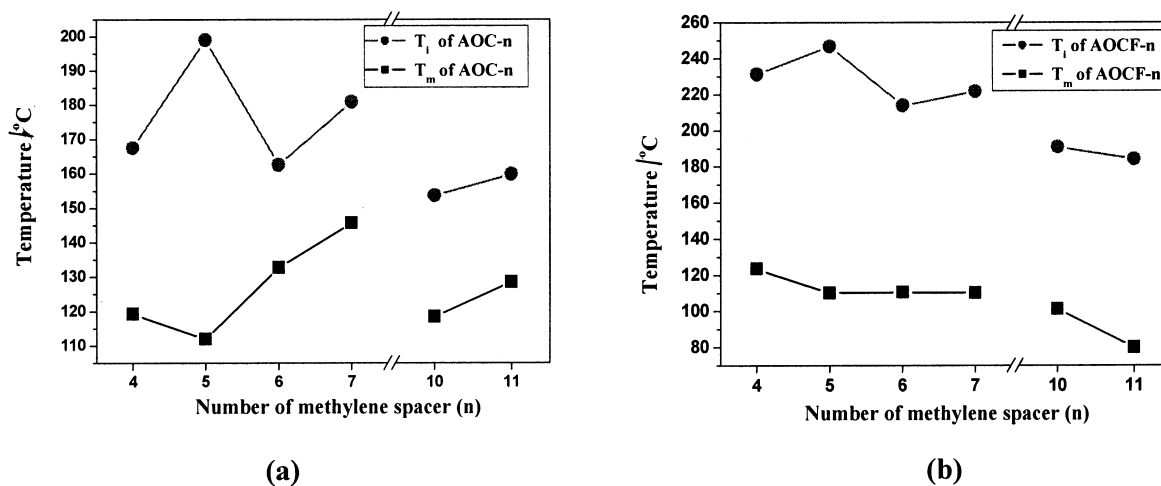 T_i of AOC-n
T_m of AOC-n
200
190
180
170
160
150
140
130
120
110
Temperature /°C
4 5 6 7 10 11
Number of methylene spacer (n)
(a)
T_i of AOCF-n
T_m of AOCF-n
260
240
220
200
180
160
140
120
100
80
Temperature /°C
4 5 6 7 10 11
Number of methylene spacer (n)
(b)